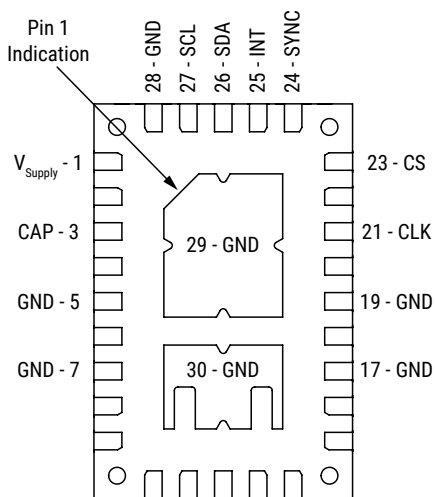 Pin 1
Indication
28 - GND
27 - SCL
26 - SDA
25 - INT
24 - SYNC
VSupply - 1
23 - CS
CAP - 3
21 - CLK
29 - GND
GND - 5
19 - GND
GND - 7
30 - GND
17 - GND